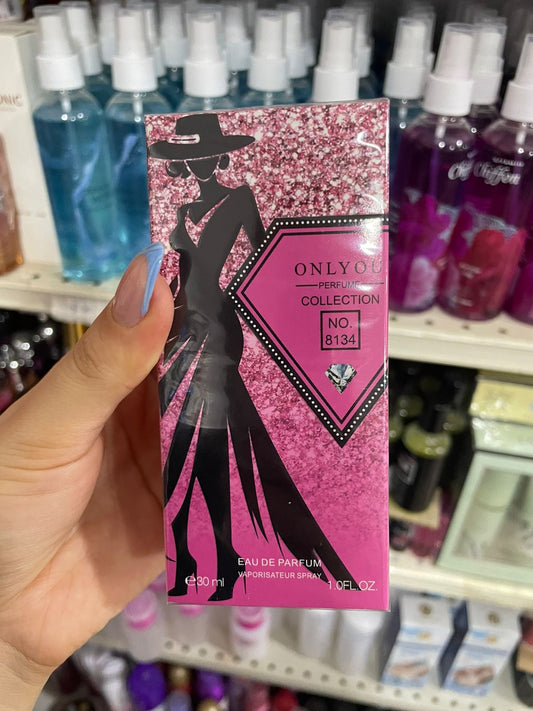 ONLYOU
PERFUME
COLLECTION
NO.
8134
EAU DE PARFUM
VAPORISATEUR SPRAY
℮30 ml
1.0FL.OZ.
Chiffon